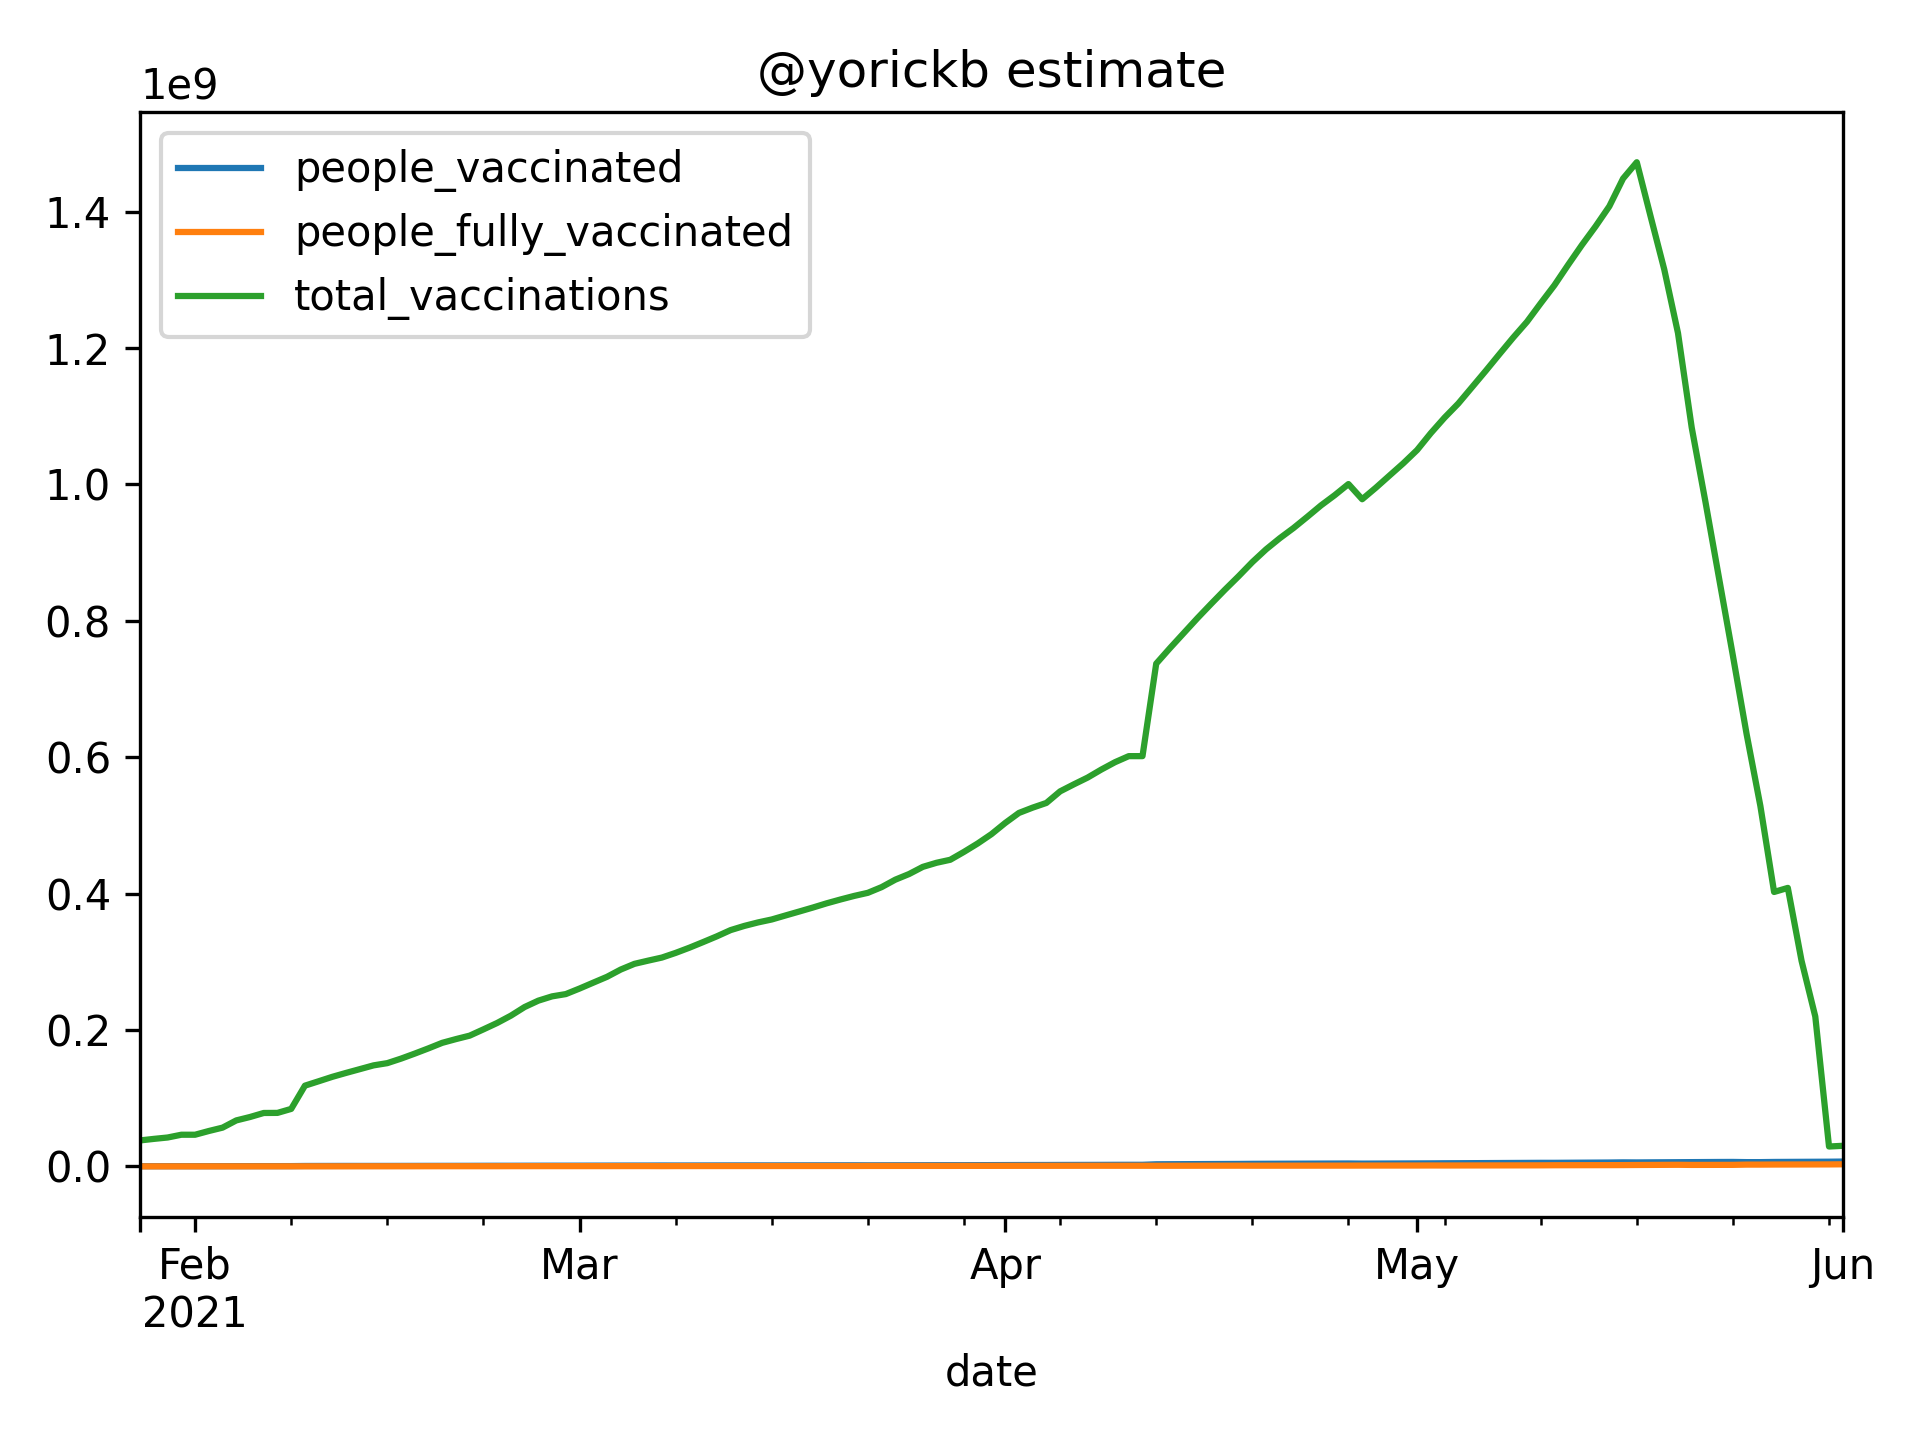 @yorickb estimate
1e9
people_vaccinated
people_fully_vaccinated
total_vaccinations
1.4
1.2
1.0
0.8
0.6
0.4
0.2
0.0
Feb Mar Apr May Jun
2021
date